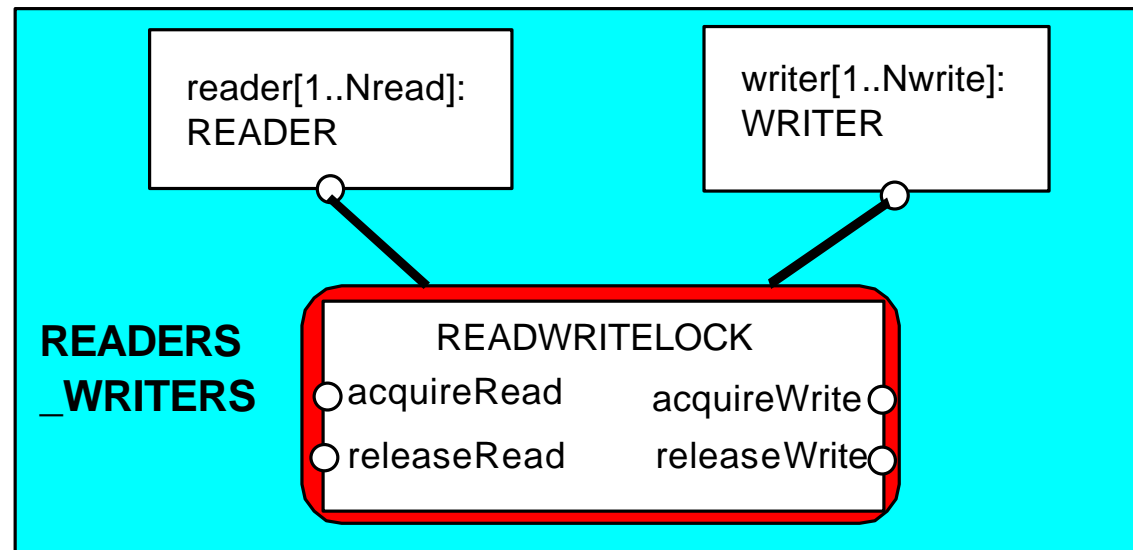 reader[1..Nread]:
READER
writer[1..Nwrite]:
WRITER
READERS
_WRITERS
READWRITELOCK
acquireRead
acquireWrite
releaseRead
releaseWrite